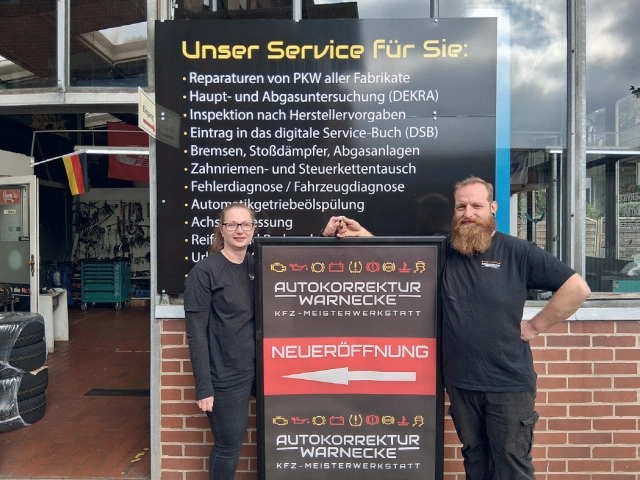 Unser Service für Sie:
• Reparaturen von PKW aller Fabrikate
• Haupt- und Abgasuntersuchung (DEKRA)
• Inspektion nach Herstellervorgaben
• Eintrag in das digitale Service-Buch (DSB)
• Bremsen, Stoßdämpfer, Abgasanlagen
• Zahnriemen- und Steuerkettentausch
• Fehlerdiagnose / Fahrzeugdiagnose
• Automatikgetriebeölspülung
AUTOKORREKTUR
WARNECKE
KFZ-MEISTERWERKSTATT
NEUERÖFFNUNG
AUTOKORREKTUR
WARNECKE
KFZ-MEISTERWERKSTATT